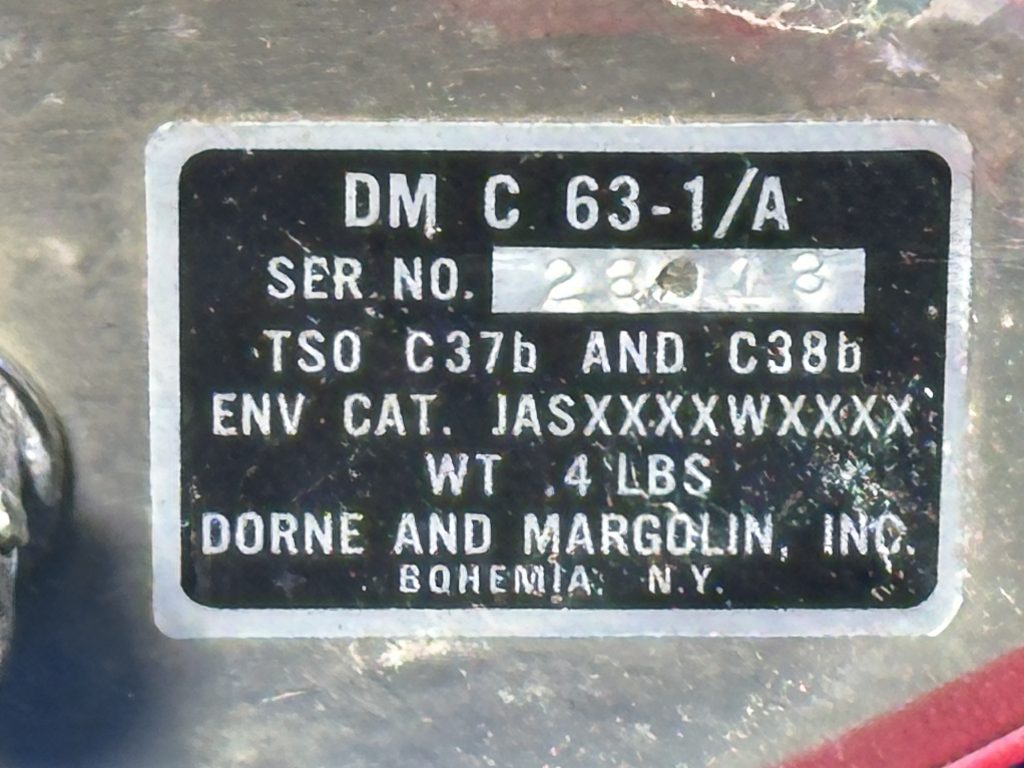 DM C 63-1/A
SER. NO.
TSO C37b AND C38b
ENV CAT. JASXXXXWXXXX
WT .4 LBS
DORNE AND MARGOLIN, INC.
BOHEMIA, N.Y.